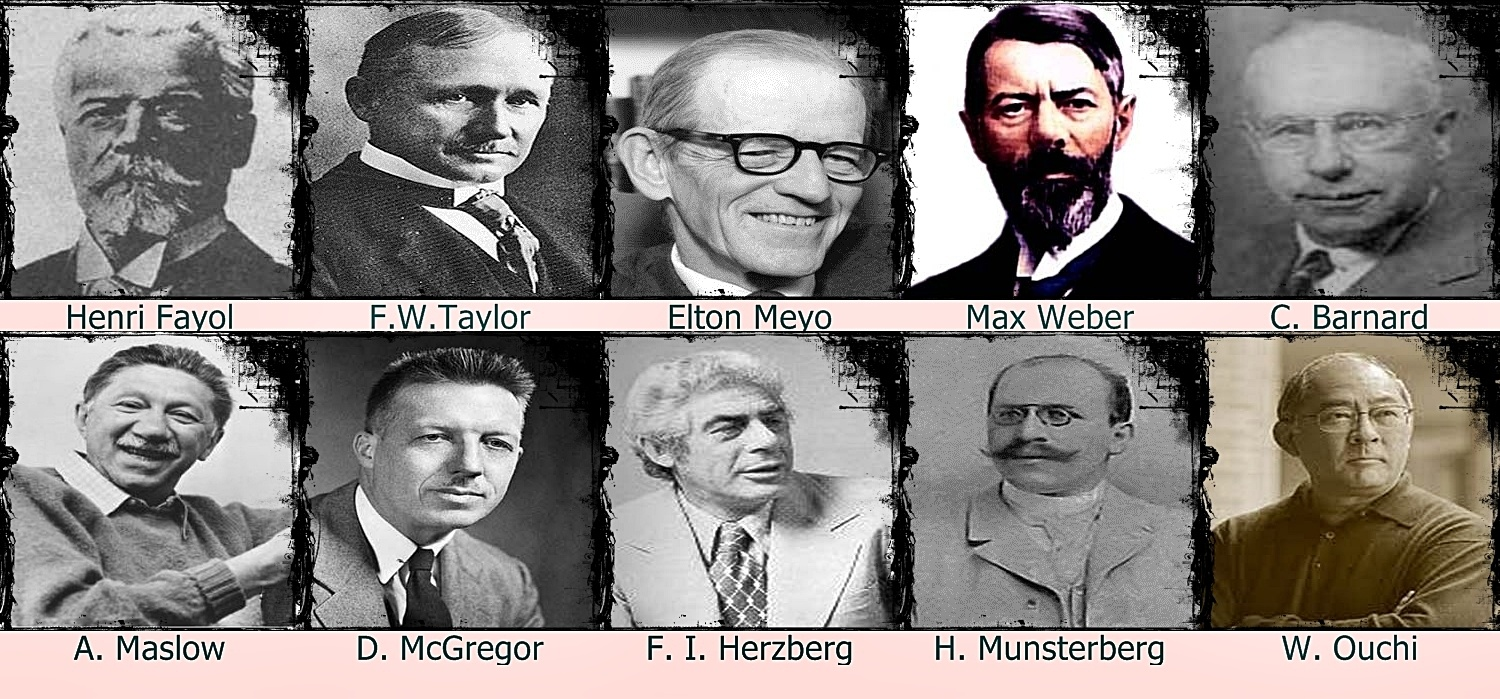 Henri Fayol F.W.Taylor Elton Meyo Max Weber C. Barnard
A. Maslow D. McGregor F. I. Herzberg H. Munsterberg W. Ouchi